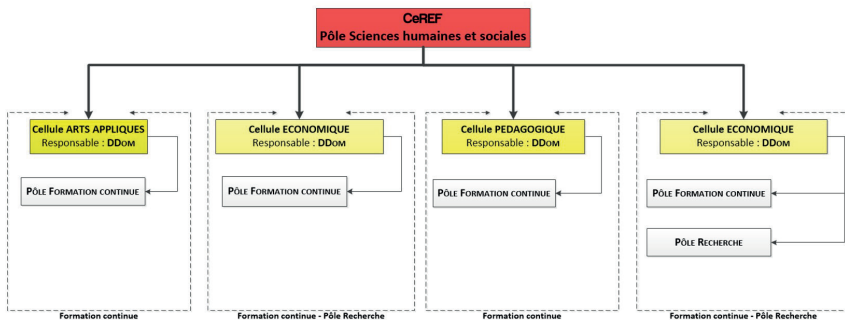 CeREF
Pôle Sciences humaines et sociales
Cellule ARTS APPLIQUES
Responsable : DDOM
PÔLE FORMATION CONTINUE
Formation continue
Cellule ECONOMIQUE
Responsable : DDOM
PÔLE FORMATION CONTINUE
Formation continue - Pôle Recherche
Cellule PEDAGOGIQUE
Responsable : DDOM
PÔLE FORMATION CONTINUE
Formation continue
Cellule ECONOMIQUE
Responsable : DDOM
PÔLE FORMATION CONTINUE
PÔLE RECHERCHE
Formation continue - Pôle Recherche